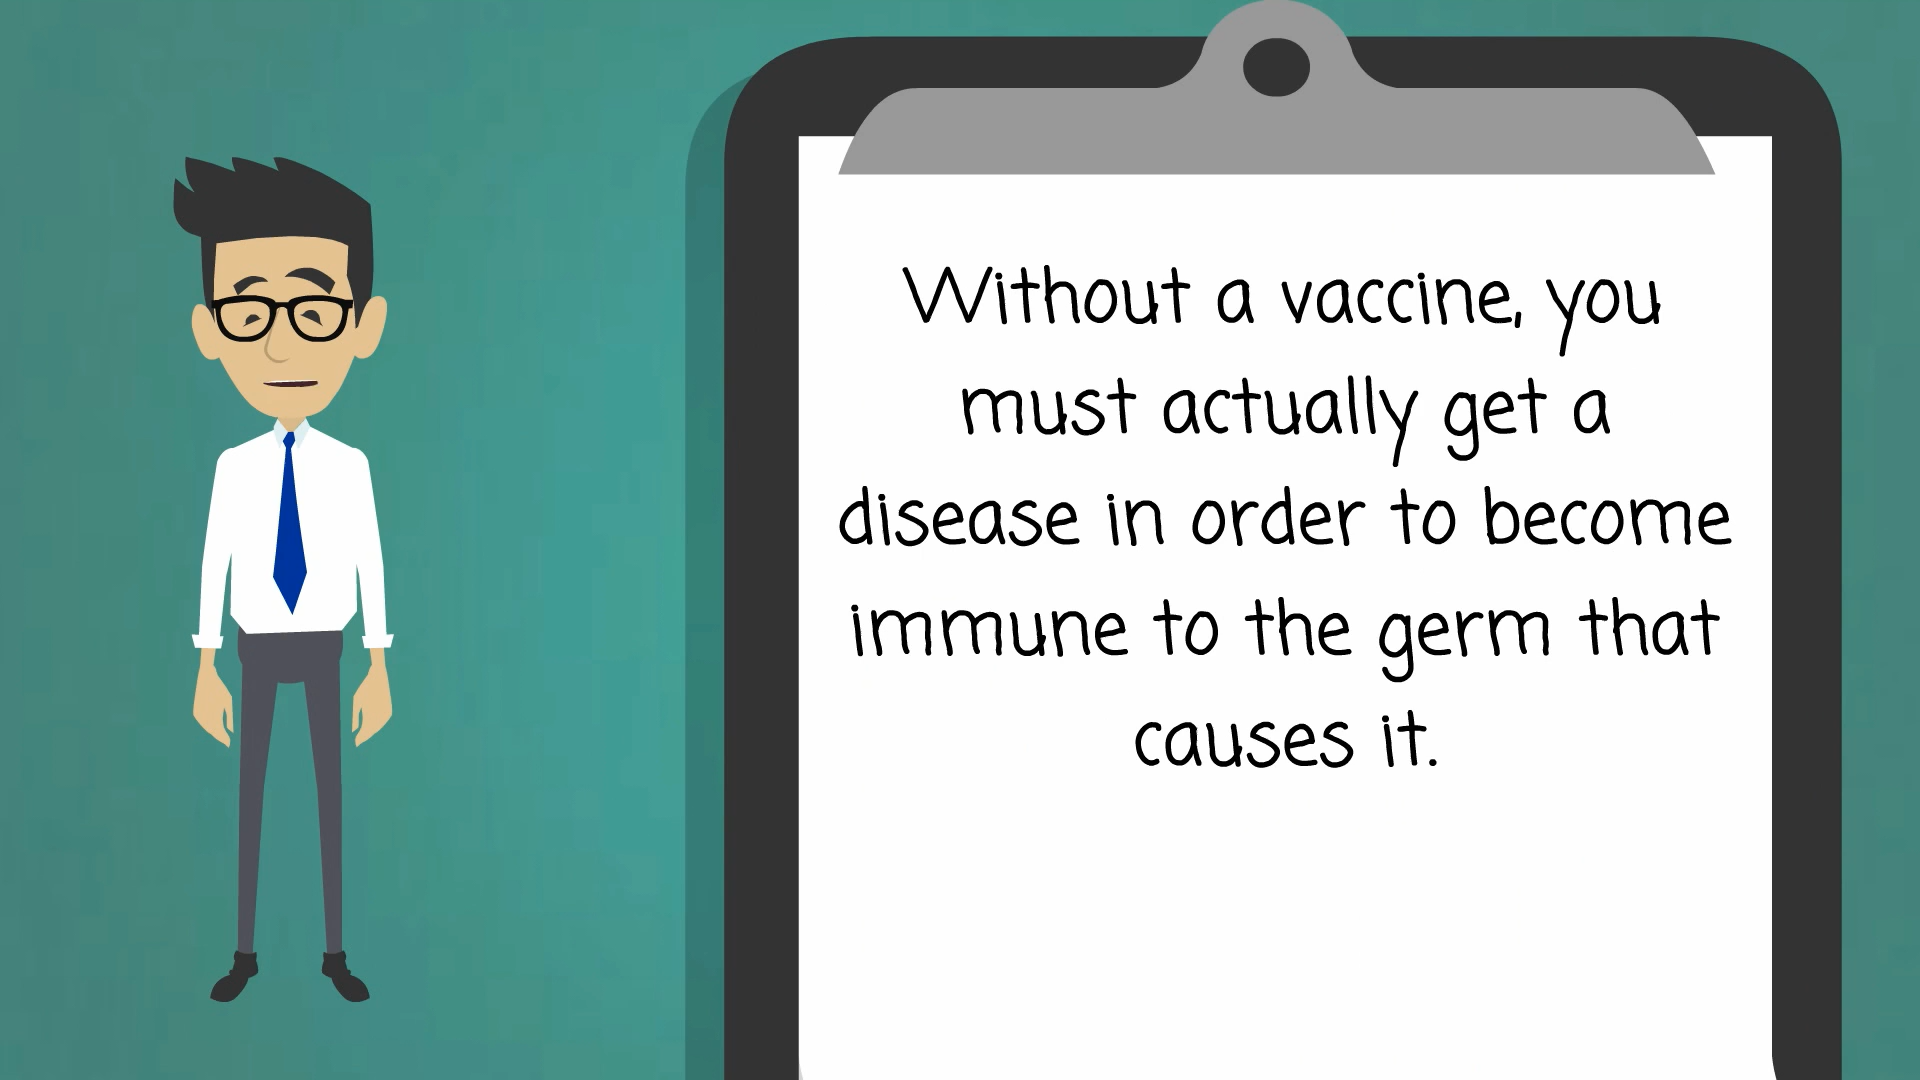 Without a vaccine, you
must actually get a
disease in order to become
immune to the germ that
causes it.